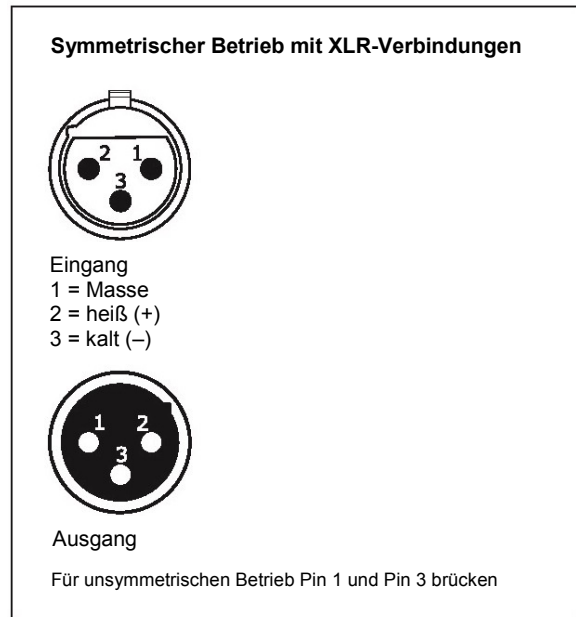 Symmetrischer Betrieb mit XLR-Verbindungen
2 1
3
Eingang
1 = Masse
2 = heiß (+)
3 = kalt (–)
1 2
3
Ausgang
Für unsymmetrischen Betrieb Pin 1 und Pin 3 brücken